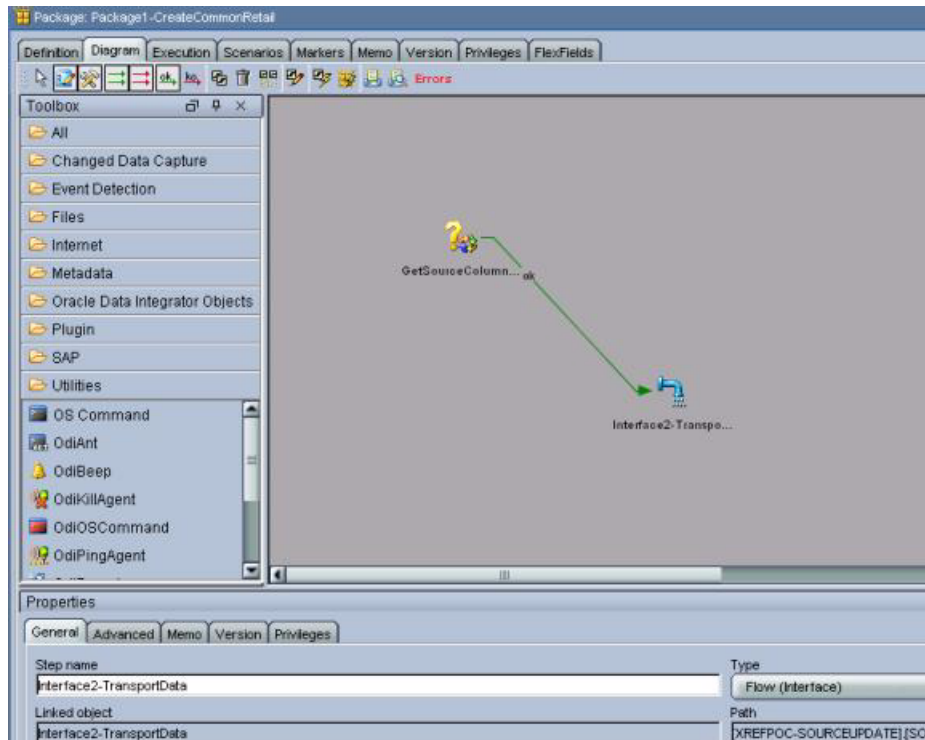 Package: Package1-CreateCommonRetail
Definition Diagram Execution Scenarios Markers Memo Version Privileges FlexFields
ok ko Errors
Toolbox
All
Changed Data Capture
Event Detection
Files
Internet
Metadata
Oracle Data Integrator Objects
Plugin
SAP
Utilities
OS Command
OdiAnt
OdiBeep
OdiKillAgent
OdiOSCommand
OdiPingAgent
GetSourceColumn...
ok
Interface2-Transpo...
Properties
General Advanced Memo Version Privileges
Step name
Interface2-TransportData
Type
Flow (Interface)
Linked object
Interface2-TransportData
Path
[XREFPOC-SOURCEUPDATE].[SO